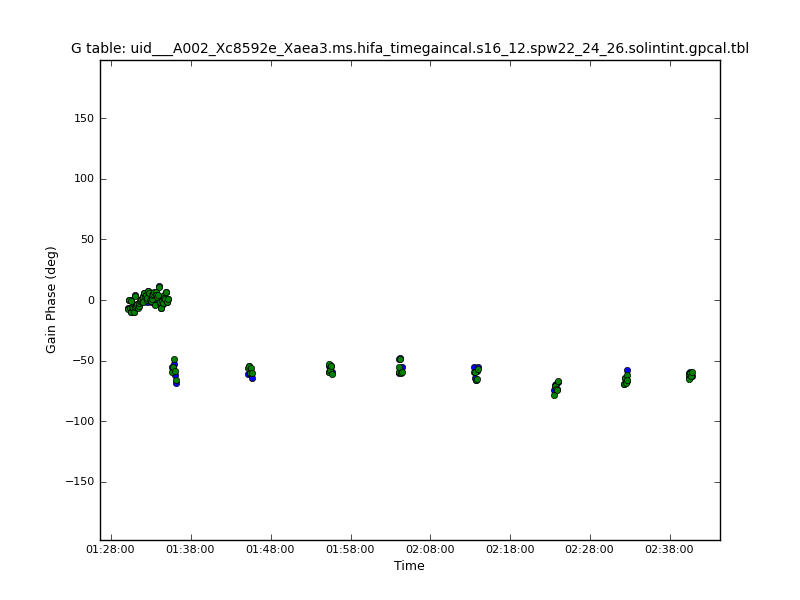 G table: uid___A002_Xc8592e_Xaea3.ms.hifa_timegaincal.s16_12.spw22_24_26.solintint.gpcal.tbl
Gain Phase (deg)
150
100
50
0
−50
−100
−150
01:28:00 01:38:00 01:48:00 01:58:00 02:08:00 02:18:00 02:28:00 02:38:00
Time